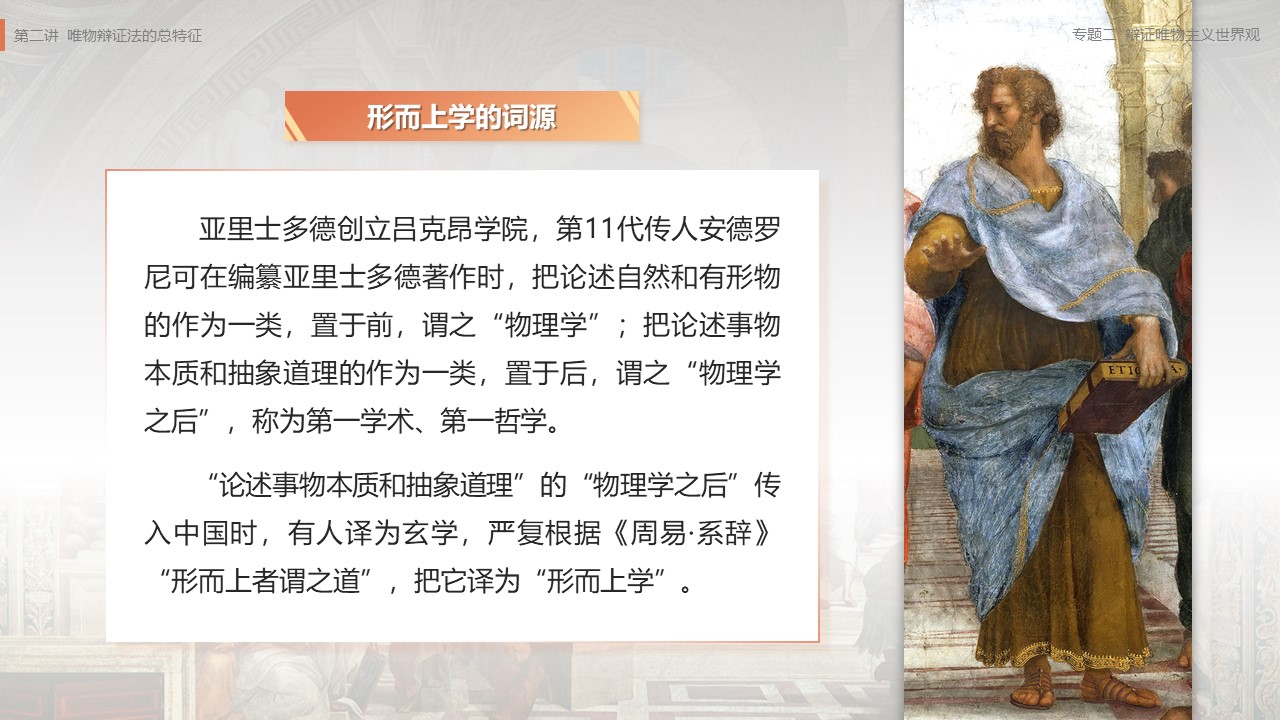 第二讲 唯物辩证法的总特征
专题二 辩证唯物主义世界观
形而上学的词源
亚里士多德创立吕克昂学院，第11代传人安德罗
尼可在编纂亚里士多德著作时，把论述自然和有形物
的作为一类，置于前，谓之“物理学”；把论述事物
本质和抽象道理的作为一类，置于后，谓之“物理学
之后”，称为第一学术、第一哲学。
“论述事物本质和抽象道理”的“物理学之后”传
入中国时，有人译为玄学，严复根据《周易·系辞》
“形而上者谓之道”，把它译为“形而上学”。
ETIC A·